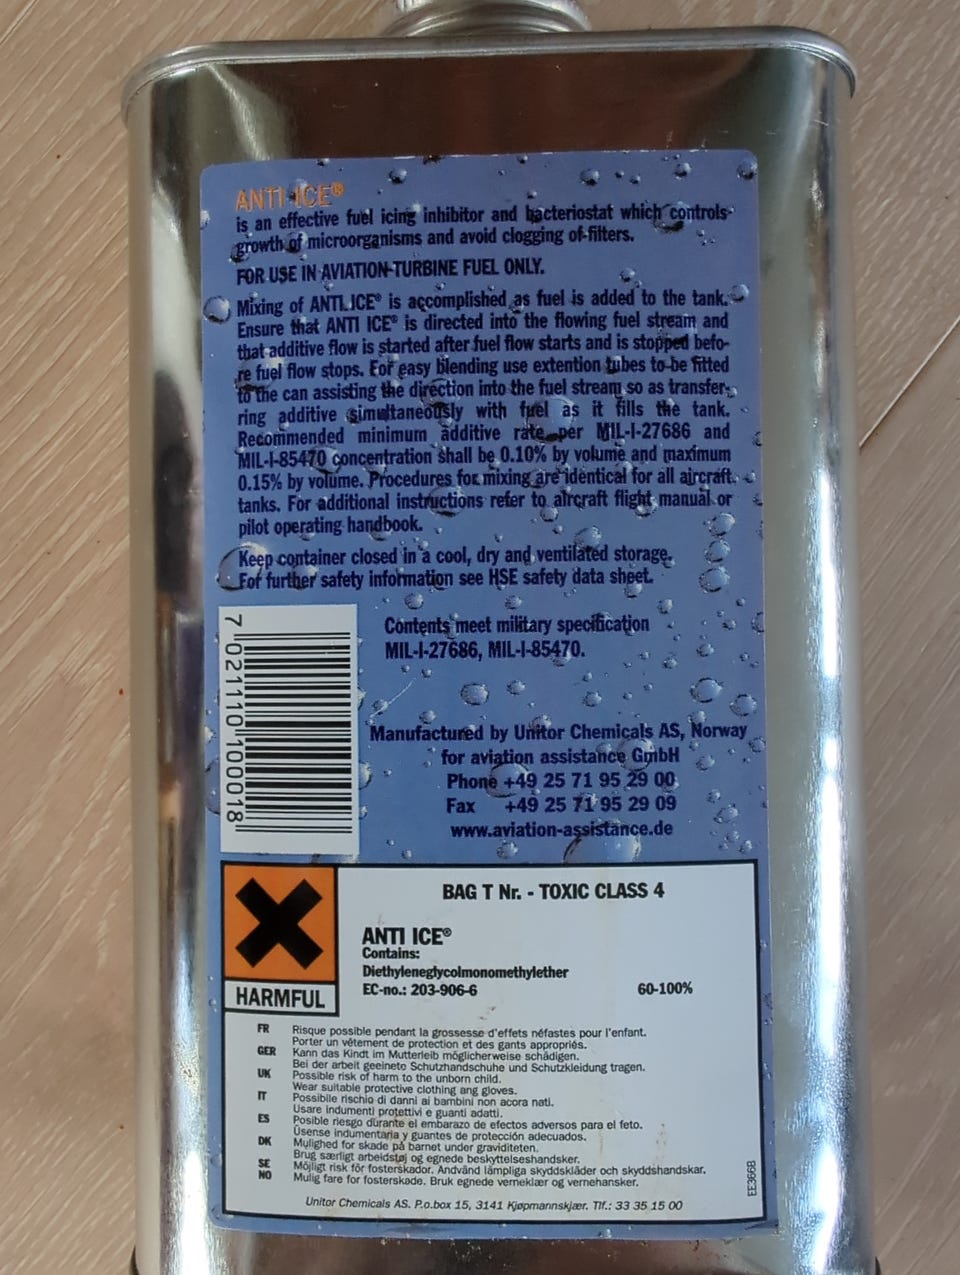 ANTI ICE®
is an effective fuel icing inhibitor and bacteriostat which controls
growth of microorganisms and avoid clogging of filters.
FOR USE IN AVIATION-TURBINE FUEL ONLY.
Mixing of ANTI ICE® is accomplished as fuel is added to the tank.
Ensure that ANTI ICE® is directed into the flowing fuel stream and
that additive flow is started after fuel flow starts and is stopped befo-
re fuel flow stops. For easy blending use extention tubes to be fitted
to the can assisting the direction into the fuel stream so as transfer-
ring additive simultaneously with fuel as it fills the tank.
Recommended minimum additive rate per MIL-I-27686 and
MIL-I-85470 concentration shall be 0.10% by volume and maximum
0.15% by volume. Procedures for mixing are identical for all aircraft
tanks. For additional instructions refer to aircraft flight manual or
pilot operating handbook.
Keep container closed in a cool, dry and ventilated storage.
For further safety information see HSE safety data sheet.
Contents meet military specification
MIL-I-27686, MIL-I-85470.
7 021110 100018
Manufactured by Unitor Chemicals AS, Norway
for aviation assistance GmbH
Phone +49 25 71 95 29 00
Fax +49 25 71 95 29 09
www.aviation-assistance.de
HARMFUL
BAG T Nr. - TOXIC CLASS 4
ANTI ICE®
Contains:
Diethyleneglycolmonomethylether
EC-no.: 203-906-6 60-100%
FR Risque possible pendant la grossesse d'effets néfastes pour l'enfant.
Porter un vêtement de protection et des gants appropriés.
GER Kann das Kindt im Mutterleib möglicherweise schädigen.
Bei der arbeit geeineto Schutzhandschuhe und Schutzkleidung tragen.
UK Possible risk of harm to the unborn child.
Wear suitable protective clothing ang gloves.
IT Possibile rischio di danni ai bambini non acora nati.
Usare indumenti protettivi e guanti adatti.
ES Posible riesgo durante el embarazo de efectos adversos para el feto.
Úsense indumentaria y guantes de protección adecuados.
DK Mulighed for skade på barnet under graviditeten.
Brug særligt arbeidstøj og egnede beskyttelseshandsker.
SE Möjligt risk för fosterskador. Använd lämpliga skyddskläder och skyddshandskar.
NO Mulig fare for fosterskade. Bruk egnede verneklær og vernehansker.
Unitor Chemicals AS. P.o.box 15, 3141 Kjøpmannskjær. Tlf.: 33 35 15 00
EE366B